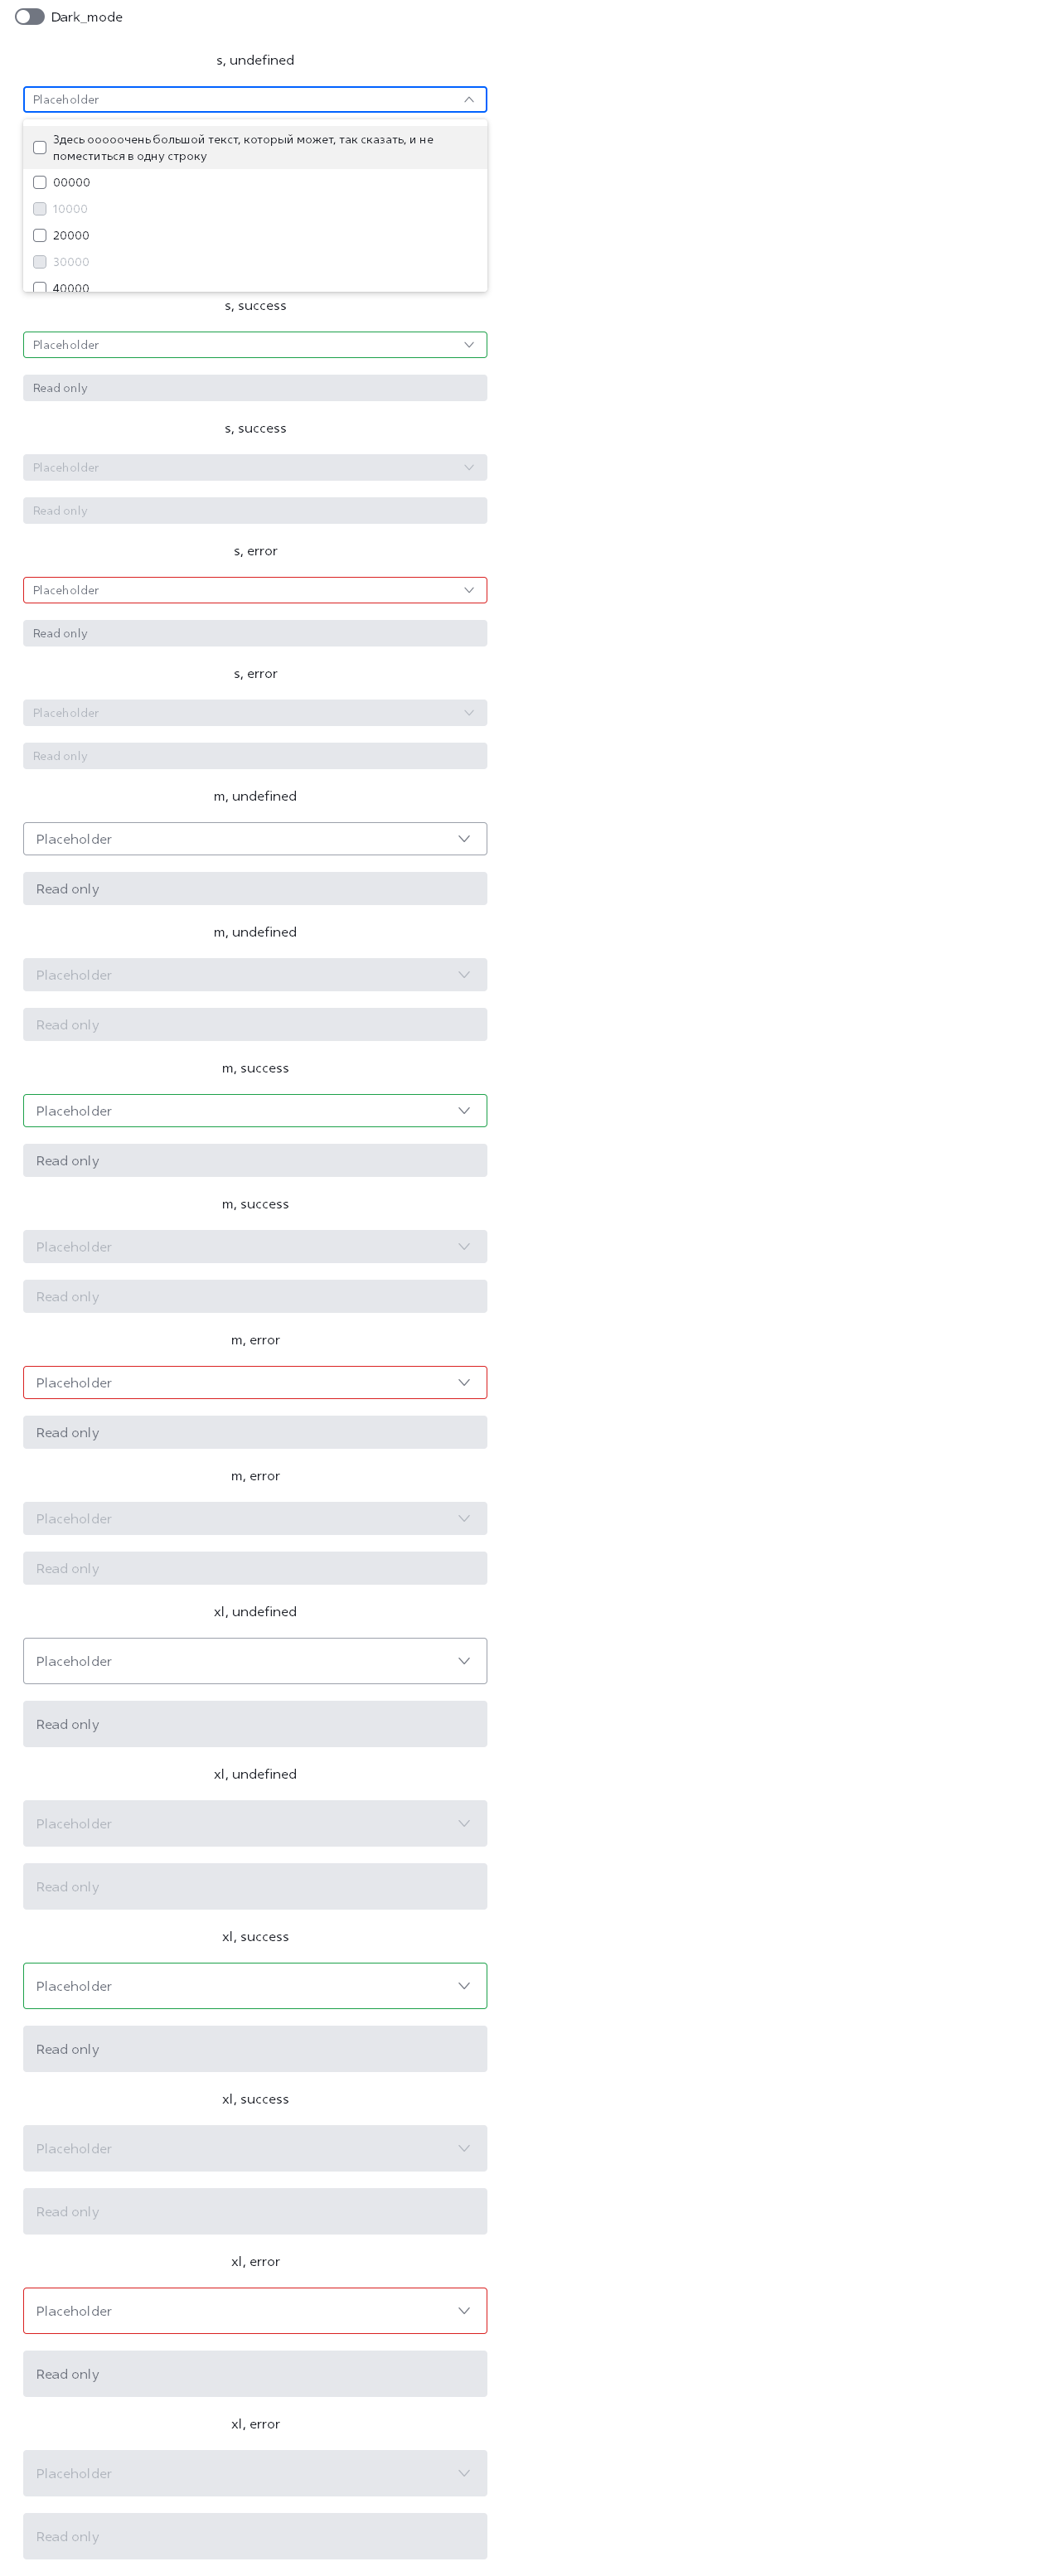 Dark_mode
s, undefined
Placeholder
Здесь ооооочень большой текст, который может, так сказать, и не
поместиться в одну строку
00000
10000
20000
30000
40000
s, success
Placeholder
Read only
s, success
Placeholder
Read only
s, error
Placeholder
Read only
s, error
Placeholder
Read only
m, undefined
Placeholder
Read only
m, undefined
Placeholder
Read only
m, success
Placeholder
Read only
m, success
Placeholder
Read only
m, error
Placeholder
Read only
m, error
Placeholder
Read only
xl, undefined
Placeholder
Read only
xl, undefined
Placeholder
Read only
xl, success
Placeholder
Read only
xl, success
Placeholder
Read only
xl, error
Placeholder
Read only
xl, error
Placeholder
Read only